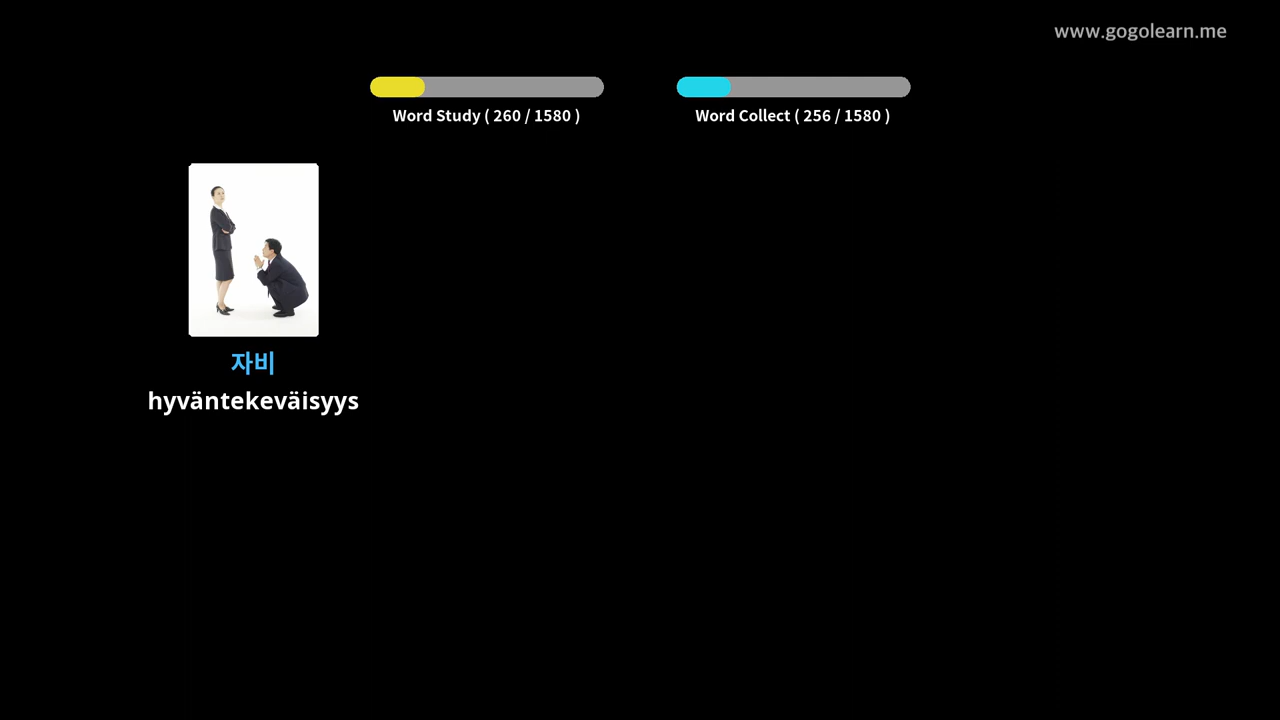 www.gogolearn.me
Word Study ( 260 / 1580 )
Word Collect ( 256 / 1580 )
자비
hyväntekeväisyys